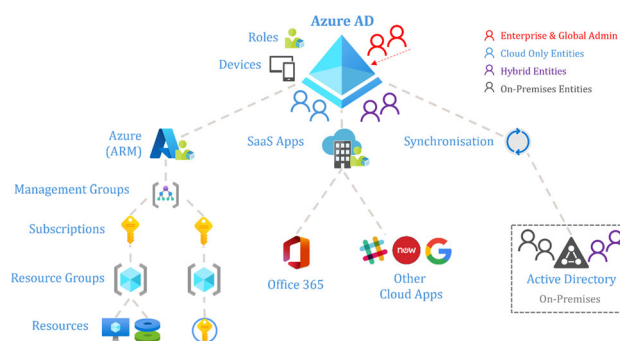 Azure AD
Roles
Devices
Enterprise & Global Admin
Cloud Only Entities
Hybrid Entities
On-Premises Entities
Azure
(ARM)
SaaS Apps
Synchronisation
Management Groups
Subscriptions
Resource Groups
Office 365
now
Other
Cloud Apps
Active Directory
On-Premises
Resources